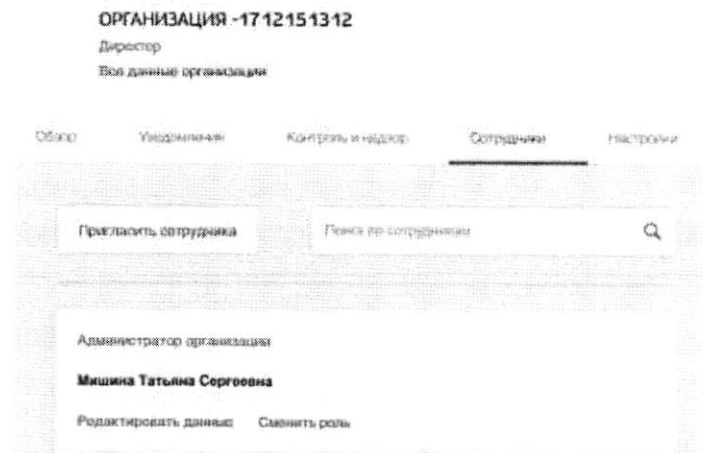 ОРГАНИЗАЦИЯ -1712151312
Директор
Все данные организации
Обзор Уведомления Контроль и надзор Сотрудники Настройки
Пригласить сотрудника Поиск по сотрудникам
Администратор организации
Мишина Татьяна Сергеевна
Редактировать данные Сменить роль